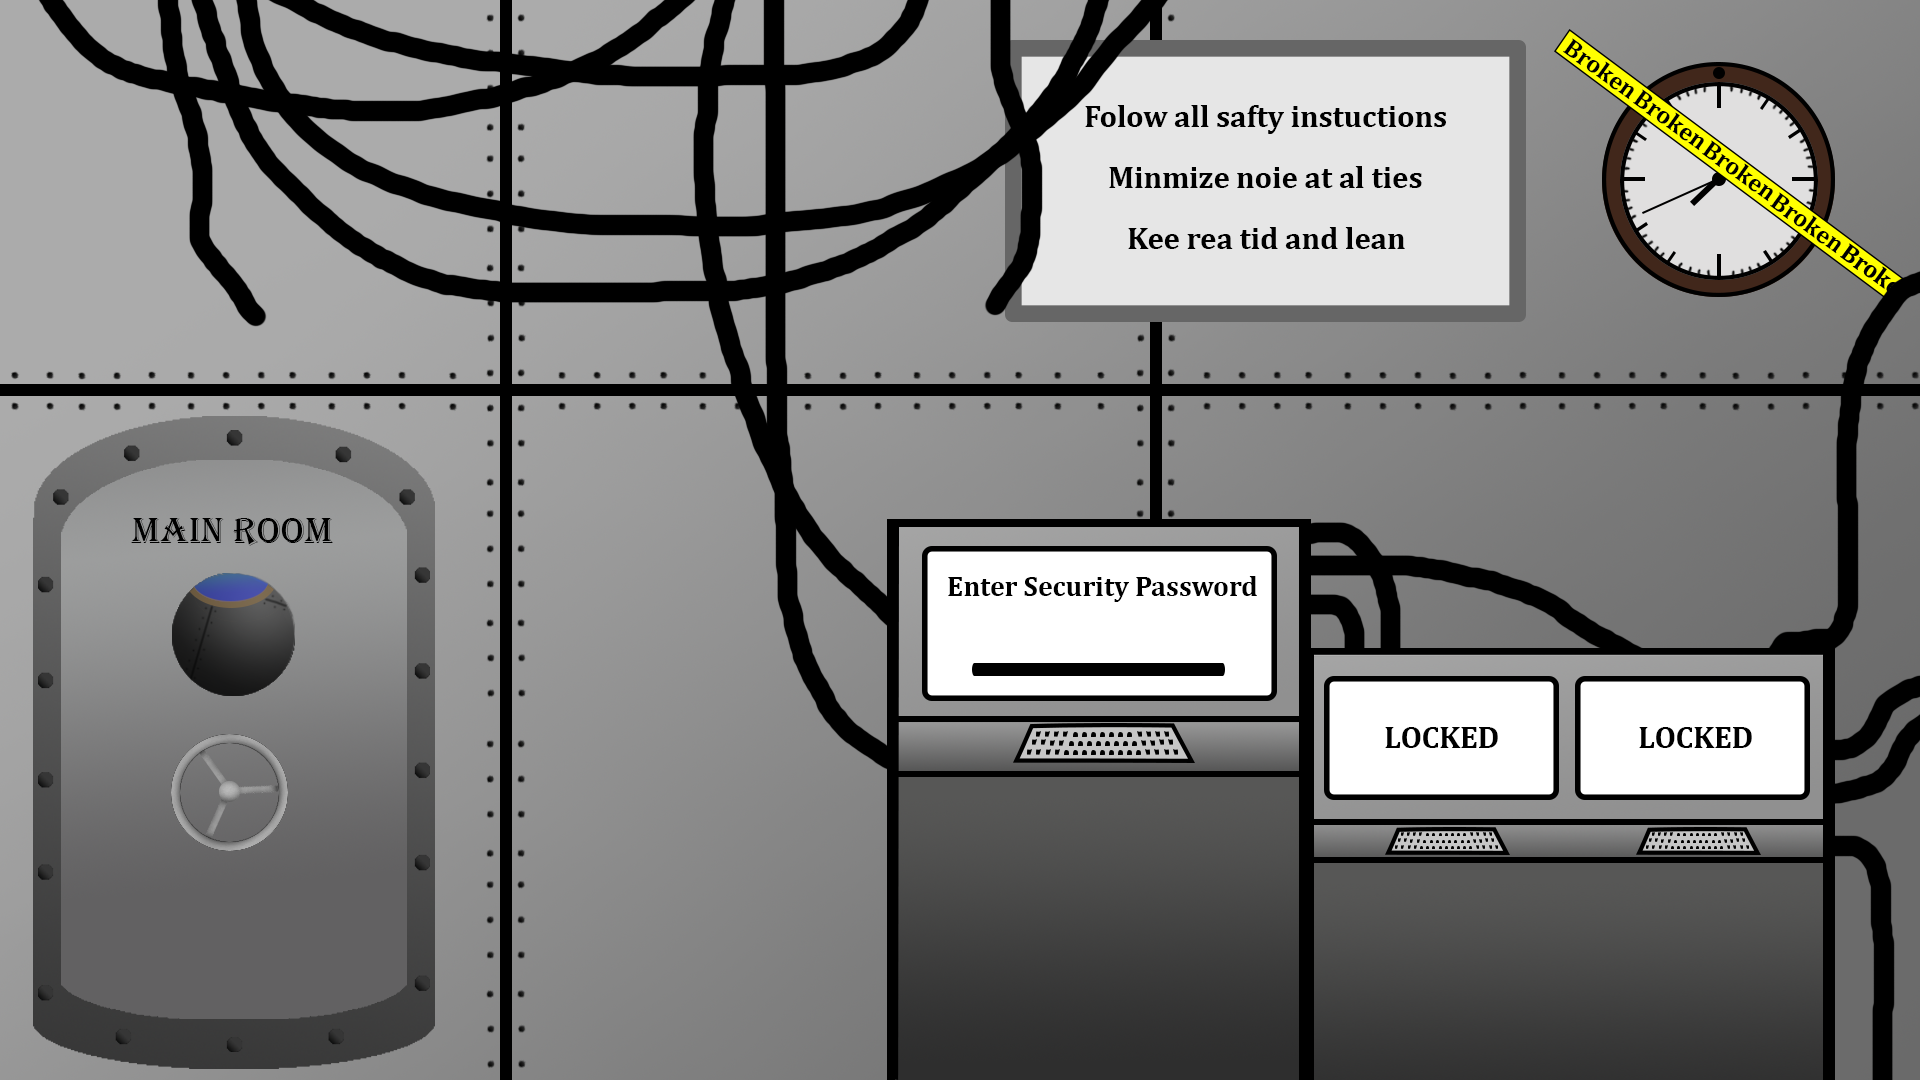 Folow all safty instuctions
Minmize noie at al ties
Kee rea tid and lean
Broken Broken Broken Broken Brok
MAIN ROOM
Enter Security Password
LOCKED
LOCKED